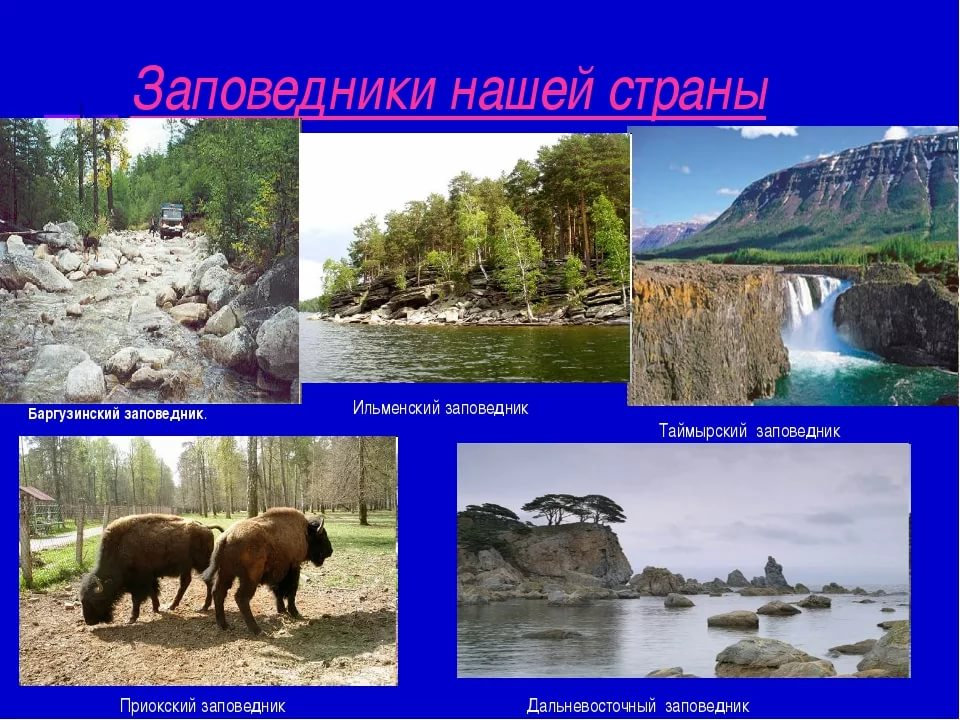 Заповедники нашей страны
Баргузинский заповедник.
Ильменский заповедник
Таймырский заповедник
Приокский заповедник
Дальневосточный заповедник